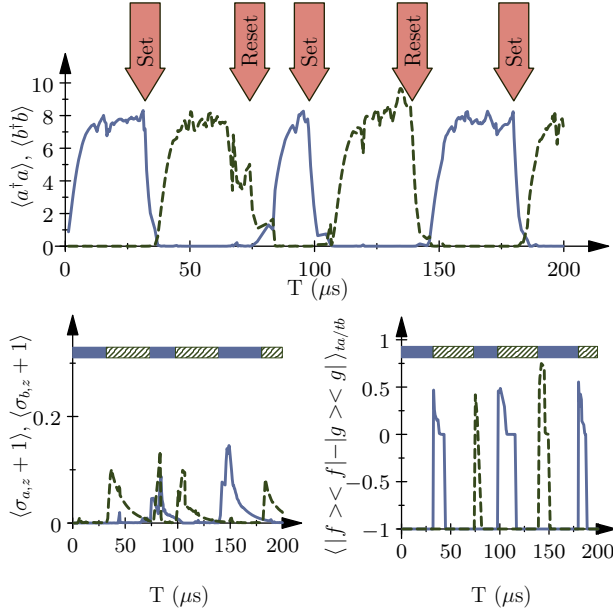 Set Reset Set Reset Set
⟨a†a⟩, ⟨b†b⟩
10
8
6
4
2
0
0 50 100 150 200
T (μs)
⟨σa,z + 1⟩, ⟨σb,z + 1⟩
0.2
0
0 50 100 150 200
T (μs)
⟨|f >< f|−|g >< g|⟩ta/tb
1
0.5
0
−0.5
−1
0 50 100 150 200
T (μs)